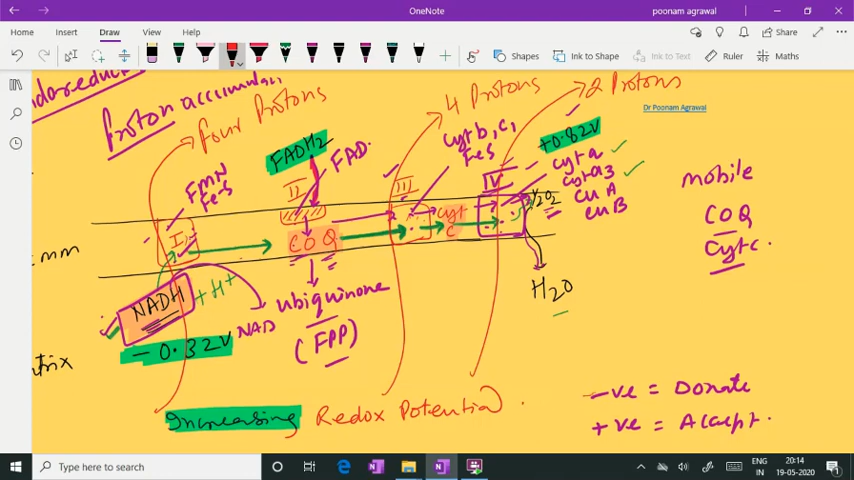 OneNote
poonam agrawal
Home
Insert
Draw
View
Help
Share
Shapes
Ink to Shape
Ink to Text
Ruler
Maths
Proton
four Protons
4 Protons
2 Protons
Dr Poonam Agrawal
FMN
Fe-S
FADH2
FAD
II
III
cyt b, c,
FeS
IV
+0.82V
cyt a
cyt a3
cu A
cu B
mobile
COQ
Cyt c
I
COQ
cyt
c
1/2O2
H2O
NADH + H+
NAD
-0.32V
ubiquinone
(FPP)
Increasing Redox Potential
-ve = Donate
+ve = Accept
Type here to search
ENG
IN
20:14
19-05-2020
1